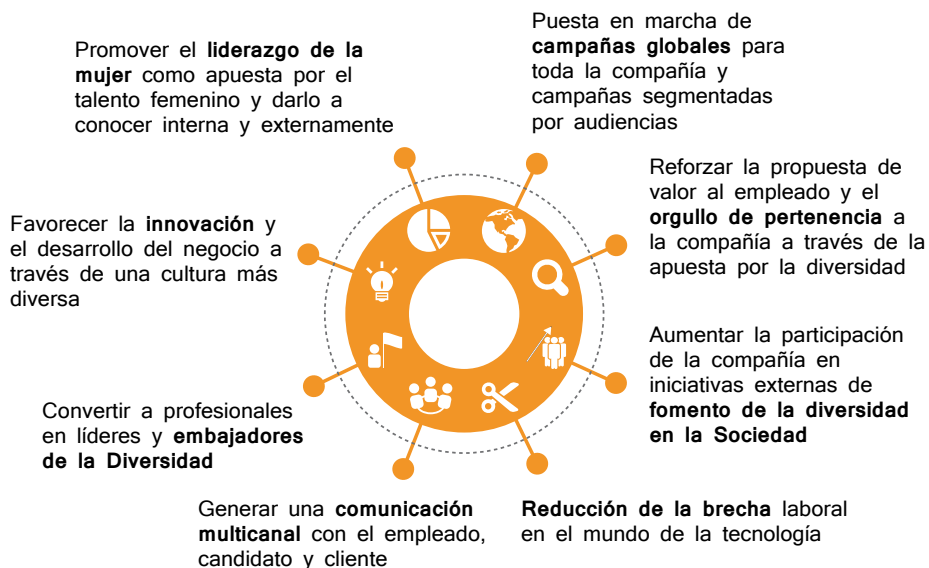 Promover el liderazgo de la
mujer como apuesta por el
talento femenino y darlo a
conocer interna y externamente
Puesta en marcha de
campañas globales para
toda la compañía y
campañas segmentadas
por audiencias
Reforzar la propuesta de
valor al empleado y el
orgullo de pertenencia a
la compañía a través de la
apuesta por la diversidad
Favorecer la innovación y
el desarrollo del negocio a
través de una cultura más
diversa
Aumentar la participación
de la compañía en
iniciativas externas de
fomento de la diversidad
en la Sociedad
Convertir a profesionales
en líderes y embajadores
de la Diversidad
Generar una comunicación
multicanal con el empleado,
candidato y cliente
Reducción de la brecha laboral
en el mundo de la tecnología